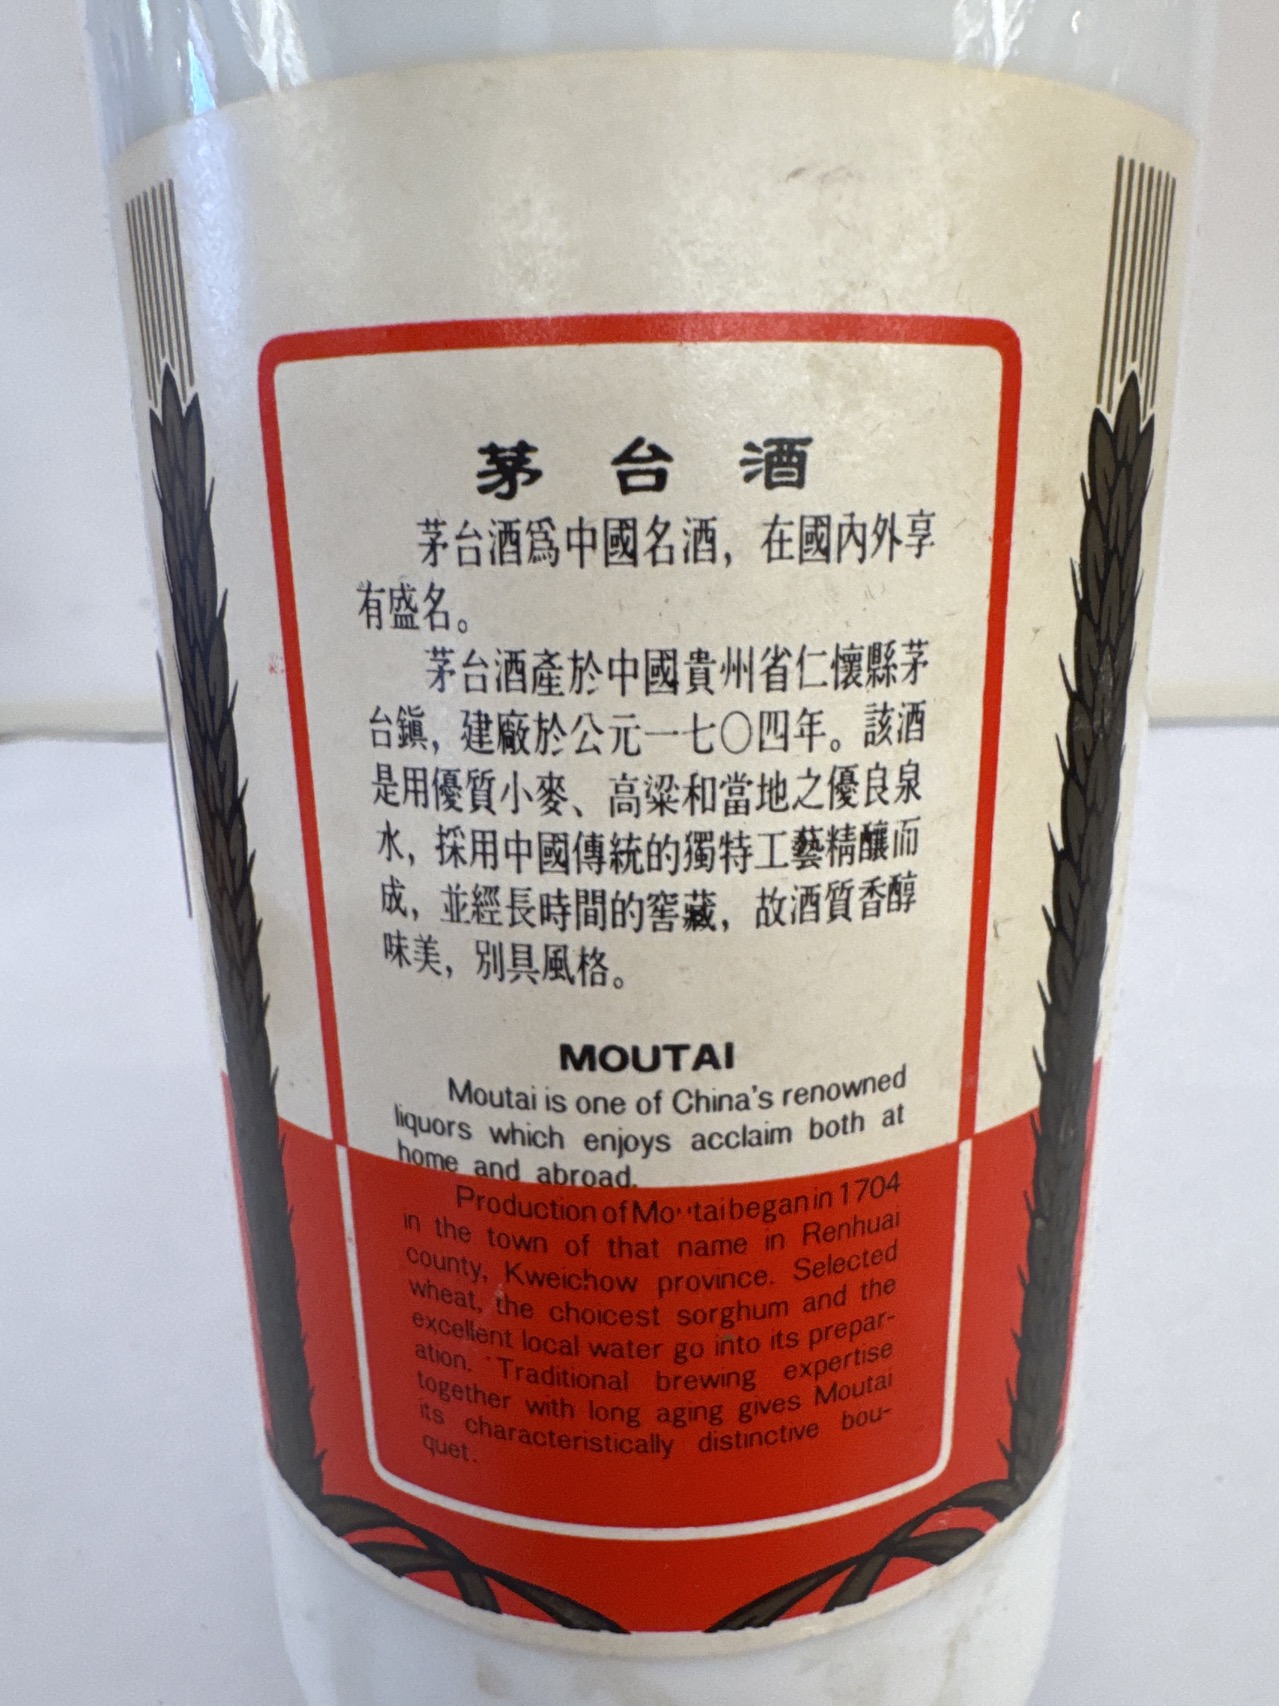 茅台酒
茅台酒爲中國名酒，在國內外享
有盛名。
茅台酒產於中國貴州省仁懷縣茅
台鎭，建廠於公元一七〇四年。該酒
是用優質小麥、高粱和當地之優良泉
水，採用中國傳統的獨特工藝精釀而
成，並經長時間的窖藏，故酒質香醇
味美，別具風格。
MOUTAI
Moutai is one of China's renowned
liquors which enjoys acclaim both at
home and abroad.
Production of Moutai began in 1704
in the town of that name in Renhuai
county, Kweichow province. Selected
wheat, the choicest sorghum and the
excellent local water go into its prepar-
ation. Traditional brewing expertise
together with long aging gives Moutai
its characteristically distinctive bou-
quet.